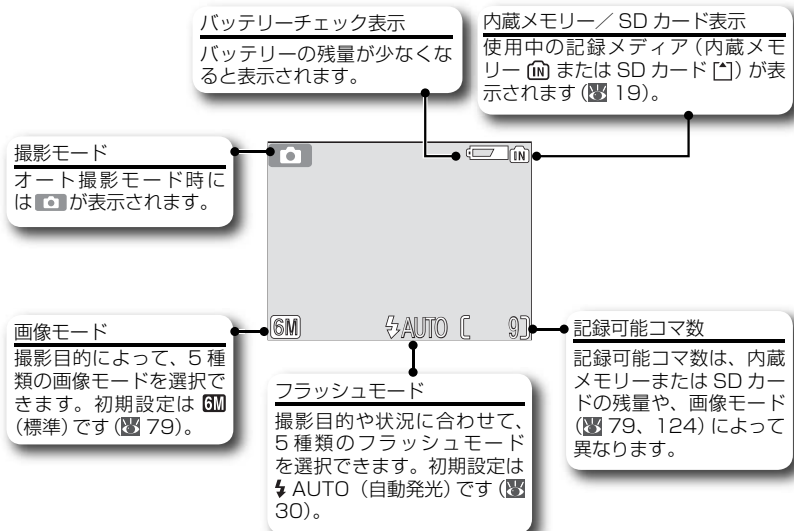 バッテリーチェック表示
バッテリーの残量が少なくな
ると表示されます。
内蔵メモリー／ SD カード表示
使用中の記録メディア（内蔵メモ
リー IN または SD カード ）が表
示されます（ 19）。
撮影モード
オート撮影モード時に
は が表示されます。
IN
6M
AUTO [ 9]
画像モード
撮影目的によって、5 種
類の画像モードを選択で
きます。初期設定は 6M
（標準）です（ 79）。
フラッシュモード
撮影目的や状況に合わせて、
5 種類のフラッシュモード
を選択できます。初期設定は
AUTO（自動発光）です（
30）。
記録可能コマ数
記録可能コマ数は、内蔵
メモリーまたは SD カー
ドの残量や、画像モード
（ 79、124）によって
異なります。